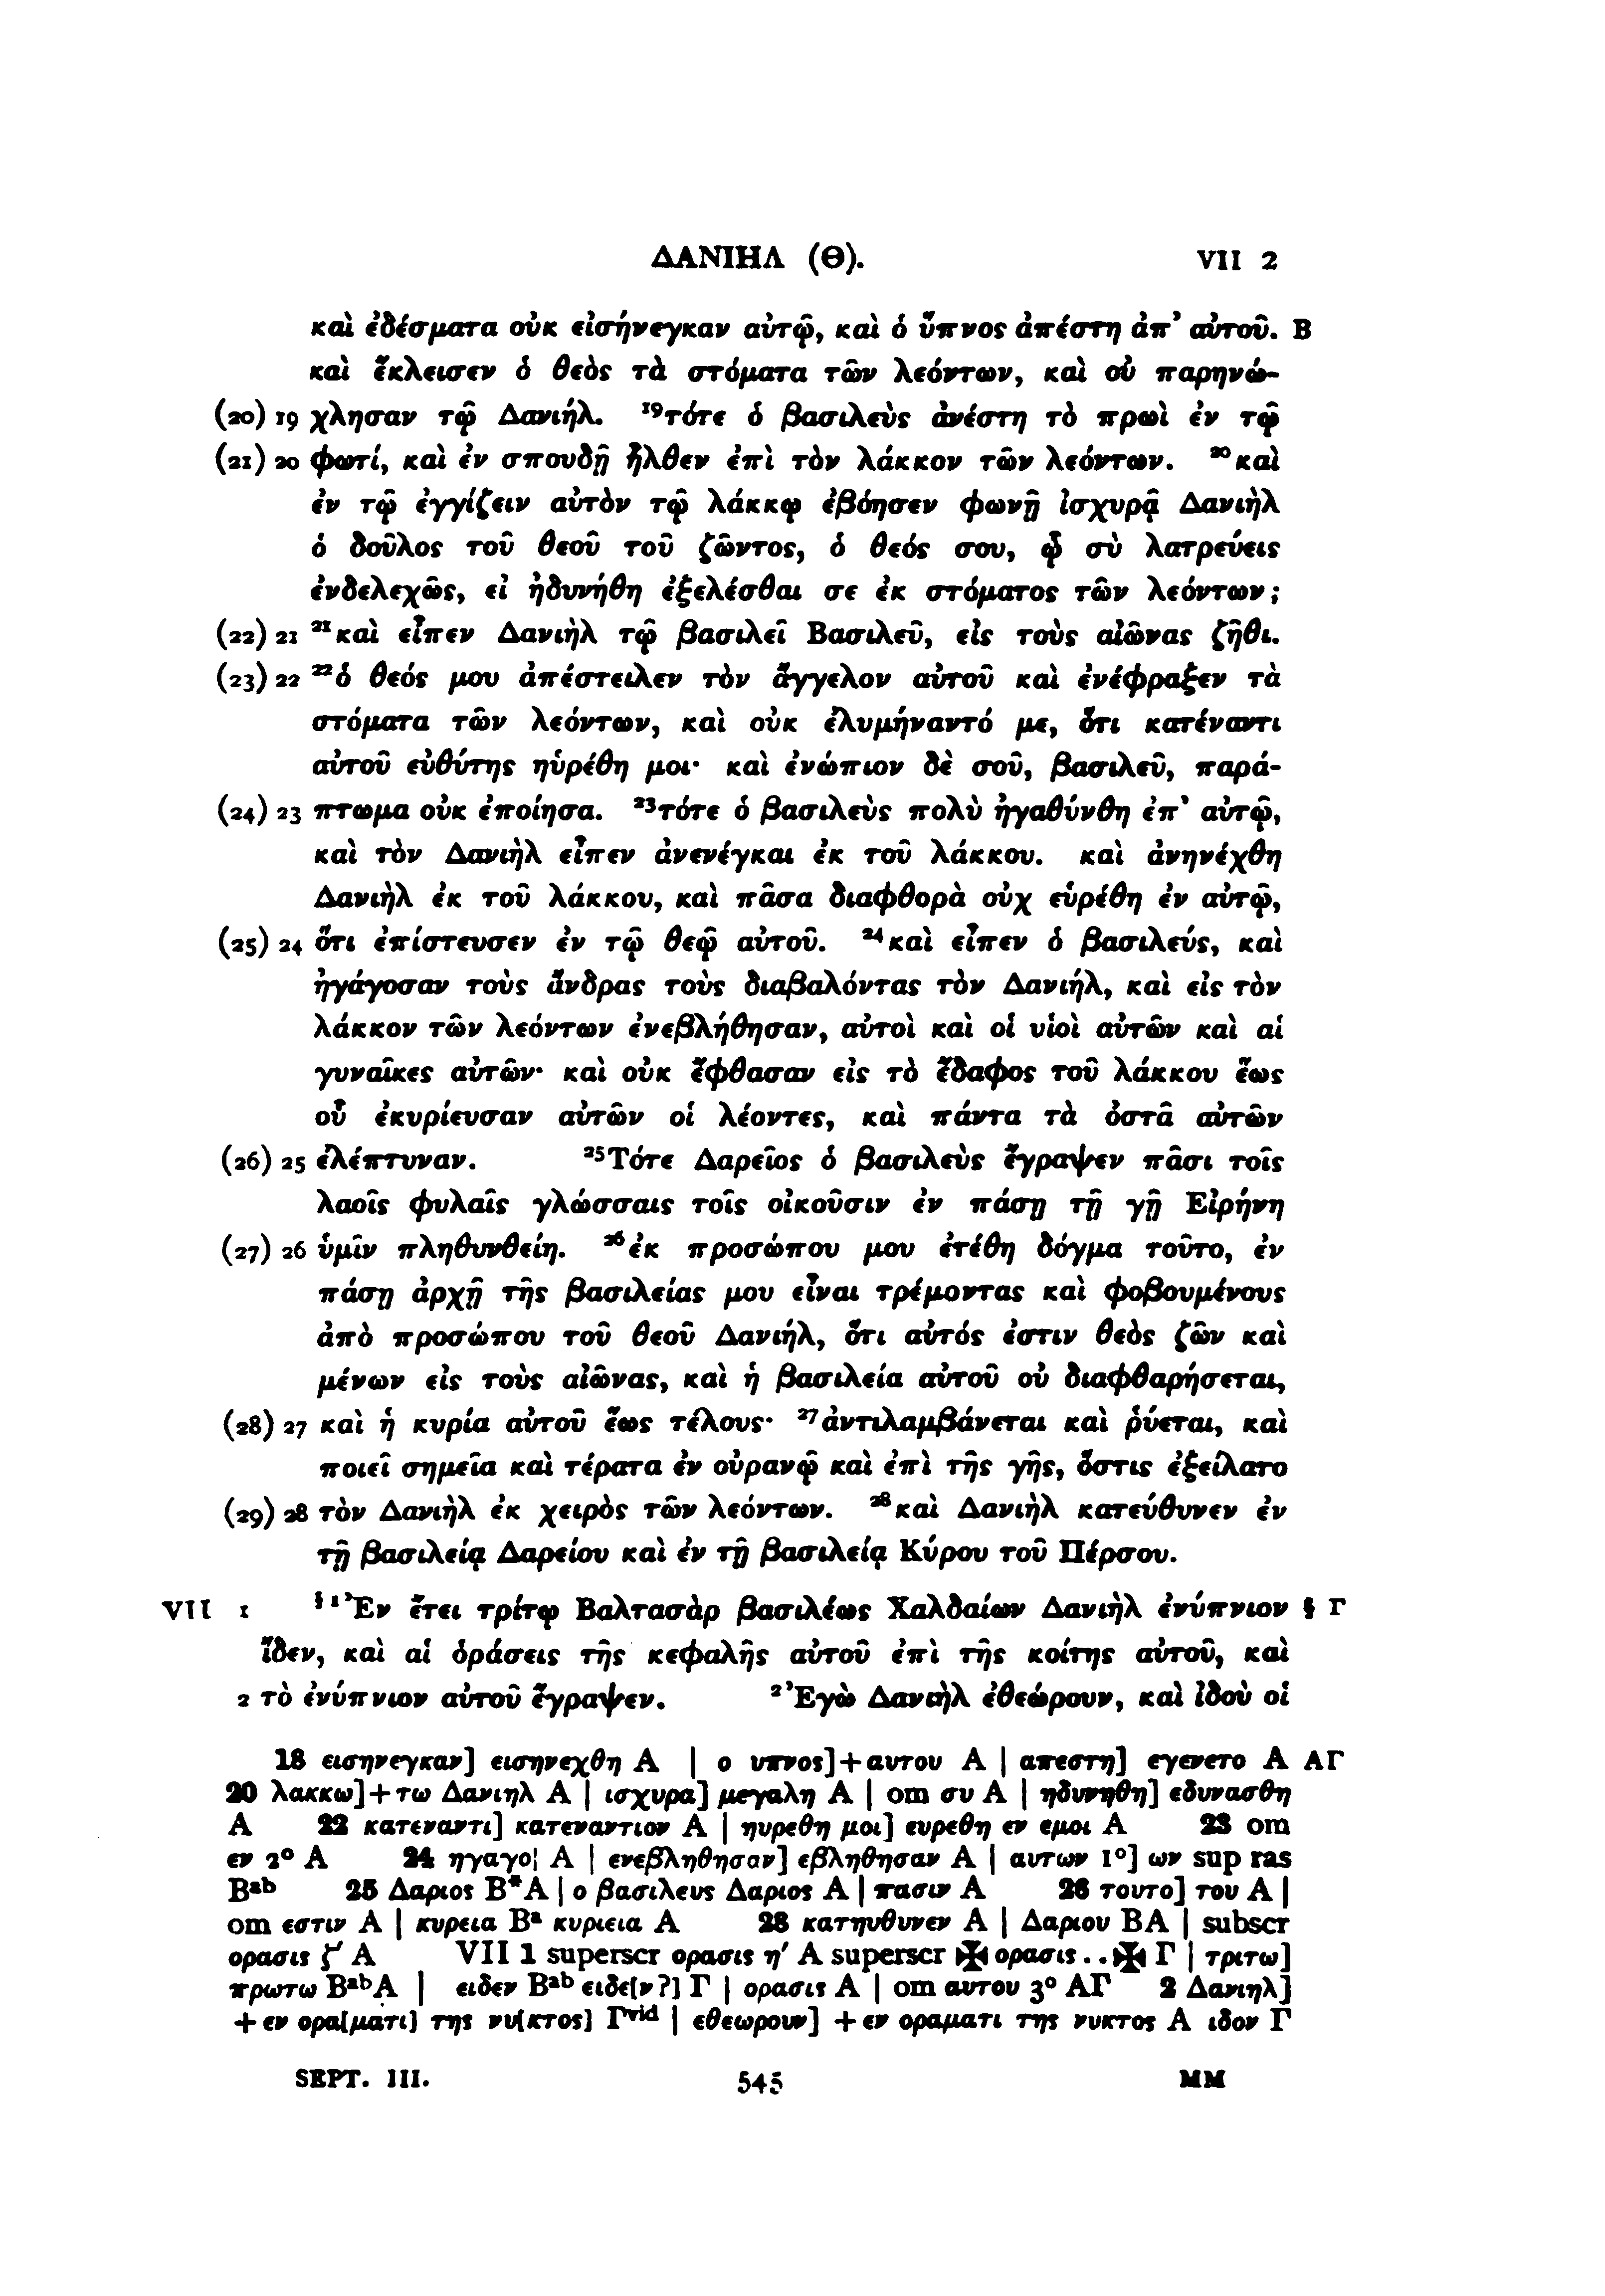 ΔΑΝΙΗΛ (Θ). VII 2
καὶ ἐδέσματα οὐκ εἰσήνεγκαν αὐτῷ, καὶ ὁ ὕπνος ἀπέστη ἀπ᾽ αὐτοῦ. B
καὶ ἔκλεισεν ὁ θεὸς τὰ στόματα τῶν λεόντων, καὶ οὐ παρηνώ-
(20) 19 χλησαν τῷ Δανιήλ. ¹⁹τότε ὁ βασιλεὺς ἀνέστη τὸ πρωὶ ἐν τῷ
(21) 20 φωτί, καὶ ἐν σπουδῇ ἦλθεν ἐπὶ τὸν λάκκον τῶν λεόντων. ²⁰καὶ
ἐν τῷ ἐγγίζειν αὐτὸν τῷ λάκκῳ ἐβόησεν φωνῇ ἰσχυρᾷ Δανιὴλ
ὁ δοῦλος τοῦ θεοῦ τοῦ ζῶντος, ὁ θεός σου, ᾧ σὺ λατρεύεις
ἐνδελεχῶς, εἰ ἠδυνήθη ἐξελέσθαι σε ἐκ στόματος τῶν λεόντων;
(22) 21 ²¹καὶ εἶπεν Δανιὴλ τῷ βασιλεῖ Βασιλεῦ, εἰς τοὺς αἰῶνας ζῆθι.
(23) 22 ²²ὁ θεός μου ἀπέστειλεν τὸν ἄγγελον αὐτοῦ καὶ ἐνέφραξεν τὰ
στόματα τῶν λεόντων, καὶ οὐκ ἐλυμήναντό με, ὅτι κατέναντι
αὐτοῦ εὐθύτης ηὑρέθη μοι· καὶ ἐνώπιον δὲ σοῦ, βασιλεῦ, παρά-
(24) 23 πτωμα οὐκ ἐποίησα. ²³τότε ὁ βασιλεὺς πολὺ ἠγαθύνθη ἐπ᾽ αὐτῷ,
καὶ τὸν Δανιὴλ εἶπεν ἀνενέγκαι ἐκ τοῦ λάκκου. καὶ ἀνηνέχθη
Δανιὴλ ἐκ τοῦ λάκκου, καὶ πᾶσα διαφθορὰ οὐχ εὑρέθη ἐν αὐτῷ,
(25) 24 ὅτι ἐπίστευσεν ἐν τῷ θεῷ αὐτοῦ. ²⁴καὶ εἶπεν ὁ βασιλεύς, καὶ
ἠγάγοσαν τοὺς ἄνδρας τοὺς διαβαλόντας τὸν Δανιήλ, καὶ εἰς τὸν
λάκκον τῶν λεόντων ἐνεβλήθησαν, αὐτοὶ καὶ οἱ υἱοὶ αὐτῶν καὶ αἱ
γυναῖκες αὐτῶν· καὶ οὐκ ἔφθασαν εἰς τὸ ἔδαφος τοῦ λάκκου ἕως
οὗ ἐκυρίευσαν αὐτῶν οἱ λέοντες, καὶ πάντα τὰ ὀστᾶ αὐτῶν
(26) 25 ἐλέπτυναν. ²⁵Τότε Δαρεῖος ὁ βασιλεὺς ἔγραψεν πᾶσι τοῖς
λαοῖς φυλαῖς γλώσσαις τοῖς οἰκοῦσιν ἐν πάσῃ τῇ γῇ Εἰρήνη
(27) 26 ὑμῖν πληθυνθείη. ²⁶ἐκ προσώπου μου ἐτέθη δόγμα τοῦτο, ἐν
πάσῃ ἀρχῇ τῆς βασιλείας μου εἶναι τρέμοντας καὶ φοβουμένους
ἀπὸ προσώπου τοῦ θεοῦ Δανιήλ, ὅτι αὐτός ἐστιν θεὸς ζῶν καὶ
μένων εἰς τοὺς αἰῶνας, καὶ ἡ βασιλεία αὐτοῦ οὐ διαφθαρήσεται,
(28) 27 καὶ ἡ κυρία αὐτοῦ ἕως τέλους· ²⁷ἀντιλαμβάνεται καὶ ῥύεται, καὶ
ποιεῖ σημεῖα καὶ τέρατα ἐν οὐρανῷ καὶ ἐπὶ τῆς γῆς, ὅστις ἐξείλατο
(29) 28 τὸν Δανιὴλ ἐκ χειρὸς τῶν λεόντων. ²⁸καὶ Δανιὴλ κατεύθυνεν ἐν
τῇ βασιλείᾳ Δαρείου καὶ ἐν τῇ βασιλείᾳ Κύρου τοῦ Πέρσου.
VII 1 §¹Ἐν ἔτει τρίτῳ Βαλτασὰρ βασιλέως Χαλδαίων Δανιὴλ ἐνύπνιον § Γ
ἴδεν, καὶ αἱ ὁράσεις τῆς κεφαλῆς αὐτοῦ ἐπὶ τῆς κοίτης αὐτοῦ, καὶ
2 τὸ ἐνύπνιον αὐτοῦ ἔγραψεν. ²Ἐγὼ Δανιὴλ ἐθεώρουν, καὶ ἰδοὺ οἱ
18 εισηνεγκαν] εισηνεχθη A | ο υπνος]+αυτου A | απεστη] εγενετο A ΑΓ
20 λακκω]+τω Δανιηλ A | ισχυρα] μεγαλη A | om συ A | ηδυνηθη] εδυνασθη
A 22 κατεναντι] κατεναντιον A | ηυρεθη μοι] ευρεθη εν εμοι A 23 om
εν 2° A 24 ηγαγο¦ A | ενεβληθησαν] εβληθησαν A | αυτων 1°] ων sup ras
Bᵃᵇ 25 Δαριος B*A | ο βασιλευς Δαριος A | πασιν A 26 τουτο] του A |
om εστιν A | κυρεια Bᵃ κυριεια A 28 κατηυθυνεν A | Δαριου BA | subscr
ορασις ζ′ A VII 1 superscr ορασις η′ A superscr ✠ ορασις..✠ Γ | τριτω]
πρωτω BᵃᵇA | ειδεν Bᵃᵇ ειδε[ν?] Γ | ορασις A | om αυτου 3° ΑΓ 2 Δανιηλ]
+ εν ορα[ματι] της νυ[κτος] Γᵛⁱᵈ | εθεωρουν] + εν οραματι της νυκτος A ιδον Γ
SEPT. III. 545 MM